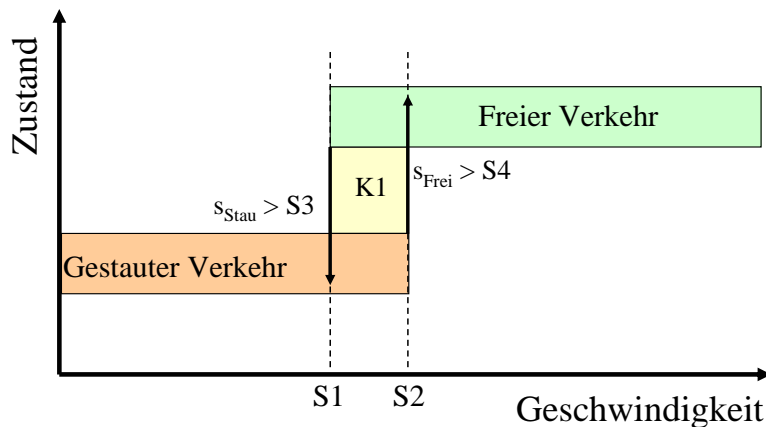 Zustand
Freier Verkehr
K1
s_Frei > S4
s_Stau > S3
Gestauter Verkehr
S1
S2
Geschwindigkeit